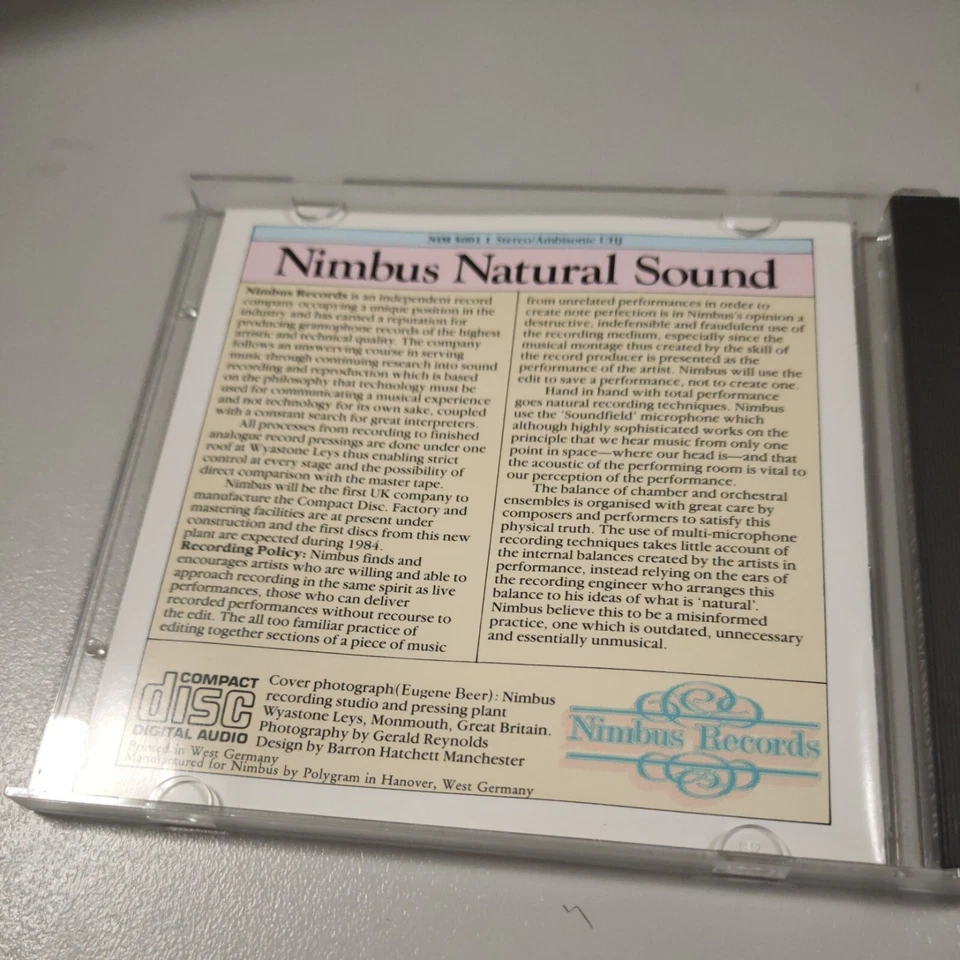 NIM 5001 1 Stereo/Ambisonic UHJ
Nimbus Natural Sound
Nimbus Records is an independent record
company occupying a unique position in the
industry and has earned a reputation for
producing gramophone records of the highest
artistic and technical quality. The company
follows an unswerving course in serving
music through continuing research into sound
recording and reproduction which is based
on the philosophy that technology must be
used for communicating a musical experience
and not technology for its own sake, coupled
with a constant search for great interpreters.
All processes from recording to finished
analogue record pressings are done under one
roof at Wyastone Leys thus enabling strict
control at every stage and the possibility of
direct comparison with the master tape.
Nimbus will be the first UK company to
manufacture the Compact Disc. Factory and
mastering facilities are at present under
construction and the first discs from this new
plant are expected during 1984.
Recording Policy: Nimbus finds and
encourages artists who are willing and able to
approach recording in the same spirit as live
performances, those who can deliver
recorded performances without recourse to
the edit. The all too familiar practice of
editing together sections of a piece of music
from unrelated performances in order to
create note perfection is in Nimbus's opinion a
destructive, indefensible and fraudulent use of
the recording medium, especially since the
musical montage thus created by the skill of
the record producer is presented as the
performance of the artist. Nimbus will use the
edit to save a performance, not to create one.
Hand in hand with total performance
goes natural recording techniques. Nimbus
use the 'Soundfield' microphone which
although highly sophisticated works on the
principle that we hear music from only one
point in space—where our head is—and that
the acoustic of the performing room is vital to
our perception of the performance.
The balance of chamber and orchestral
ensembles is organised with great care by
composers and performers to satisfy this
physical truth. The use of multi-microphone
recording techniques takes little account of
the internal balances created by the artists in
performance, instead relying on the ears of
the recording engineer who arranges this
balance to his ideas of what is 'natural'.
Nimbus believe this to be a misinformed
practice, one which is outdated, unnecessary
and essentially unmusical.
COMPACT
disc
DIGITAL AUDIO
Cover photograph(Eugene Beer): Nimbus
recording studio and pressing plant
Wyastone Leys, Monmouth, Great Britain.
Photography by Gerald Reynolds
Design by Barron Hatchett Manchester
Printed in West Germany
Manufactured for Nimbus by Polygram in Hanover, West Germany
Nimbus Records